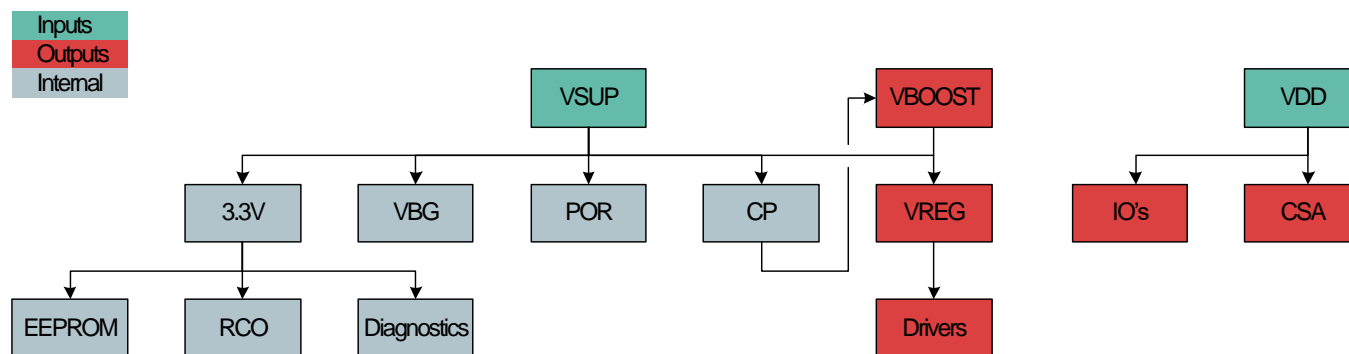 Inputs
Outputs
Internal
VSUP
VBOOST
VDD
3.3V
VBG
POR
CP
VREG
IO's
CSA
EEPROM
RCO
Diagnostics
Drivers